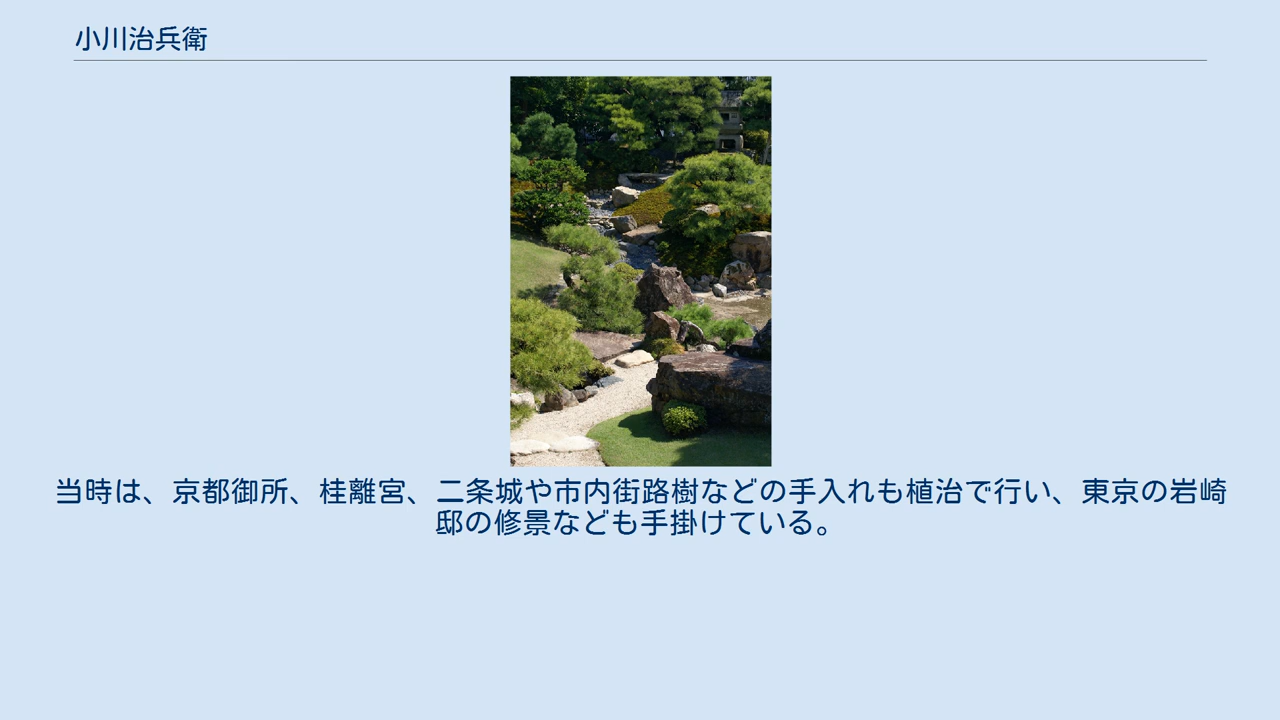 小川治兵衛
当時は、京都御所、桂離宮、二条城や市内街路樹などの手入れも植治で行い、東京の岩崎
邸の修景なども手掛けている。